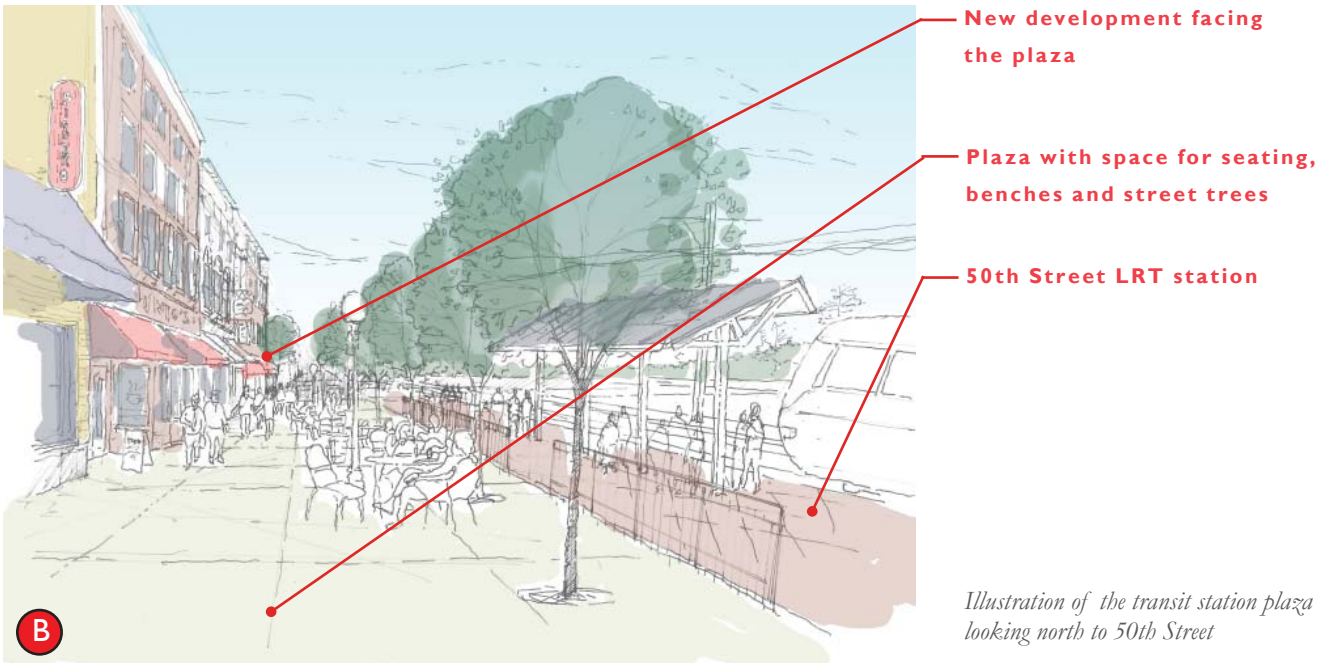 New development facing
the plaza
Plaza with space for seating,
benches and street trees
50th Street LRT station
Illustration of the transit station plaza
looking north to 50th Street
B